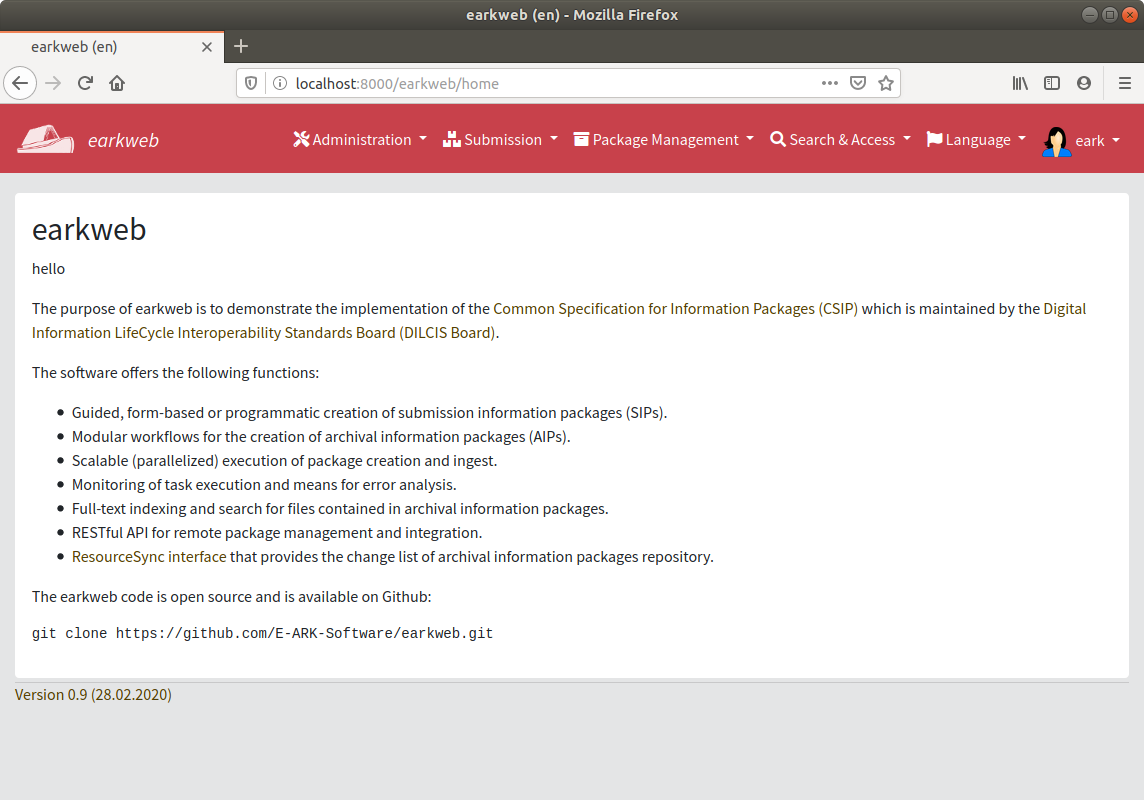 earkweb (en) - Mozilla Firefox
earkweb (en)
localhost:8000/earkweb/home
earkweb
Administration
Submission
Package Management
Search & Access
Language
eark
earkweb
hello
The purpose of earkweb is to demonstrate the implementation of the Common Specification for Information Packages (CSIP) which is maintained by the Digital
Information LifeCycle Interoperability Standards Board (DILCIS Board).
The software offers the following functions:
Guided, form-based or programmatic creation of submission information packages (SIPs).
Modular workflows for the creation of archival information packages (AIPs).
Scalable (parallelized) execution of package creation and ingest.
Monitoring of task execution and means for error analysis.
Full-text indexing and search for files contained in archival information packages.
RESTful API for remote package management and integration.
ResourceSync interface that provides the change list of archival information packages repository.
The earkweb code is open source and is available on Github:
git clone https://github.com/E-ARK-Software/earkweb.git
Version 0.9 (28.02.2020)